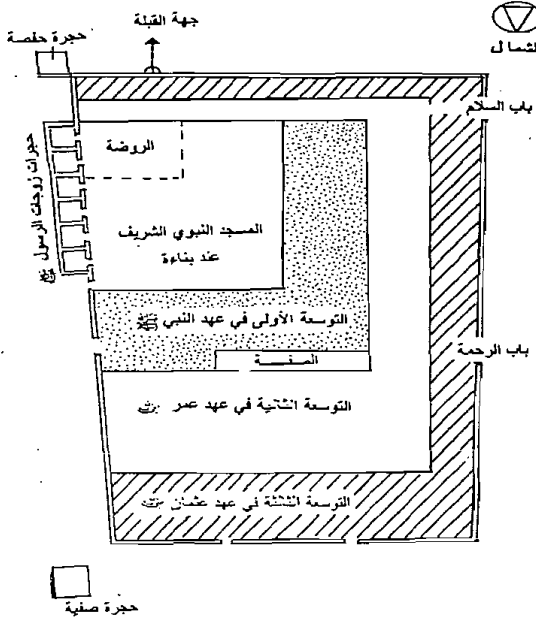 حجرة حفصة
جهة القبلة
الشمال
باب السلام
الروضة
حجرات زوجات الرسول ﷺ
المسجد النبوي الشريف
عند بناءة
التوسعة الأولى في عهد النبي ﷺ
الصفة
باب الرحمة
التوسعة الثانية في عهد عمر
التوسعة الثالثة في عهد عثمان
حجرة صفية